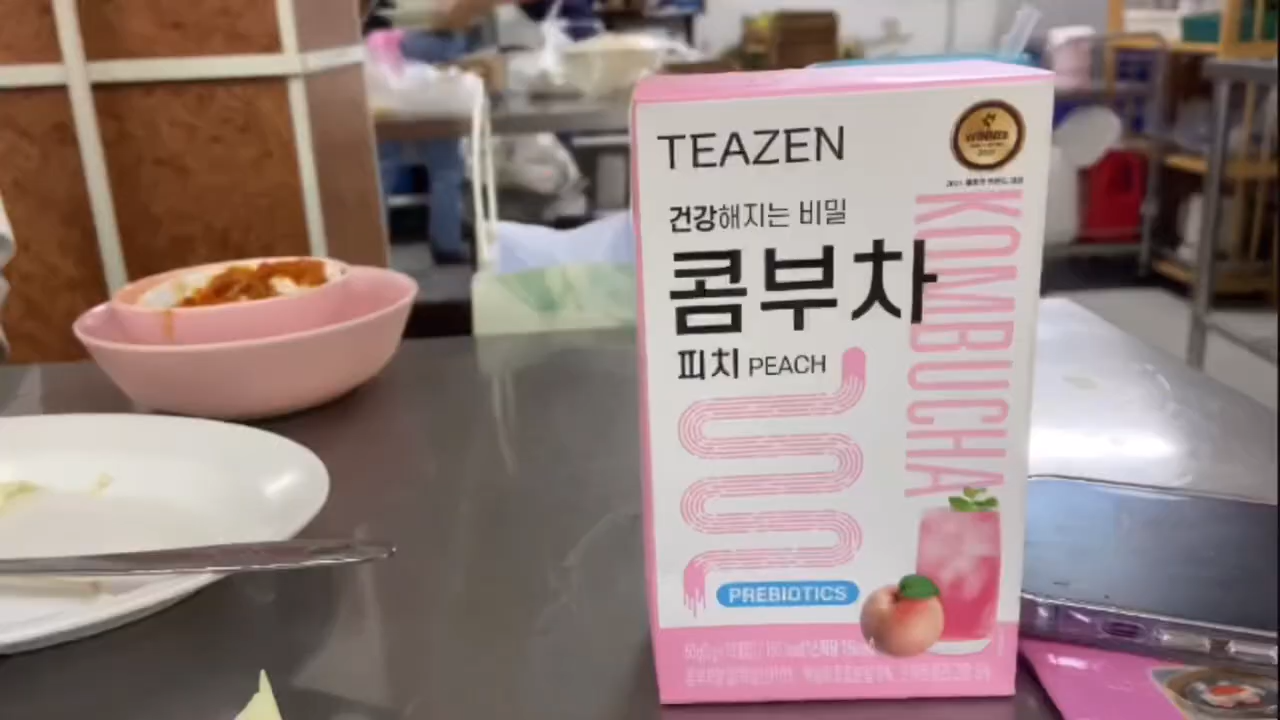 TEAZEN
WINNER
건강해지는 비밀
콤부차
KOMBUCHA
피치 PEACH
PREBIOTICS